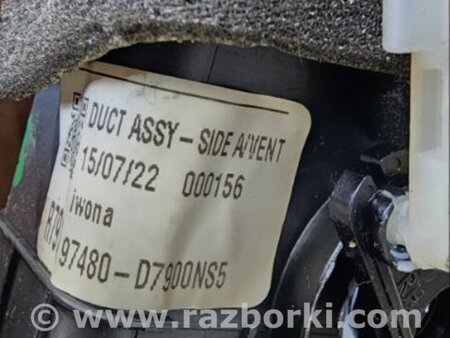 DUCT ASSY-SIDE A/VENT
15/07/22 000156
iwona
97480-D7900NS5
www.razborki.com